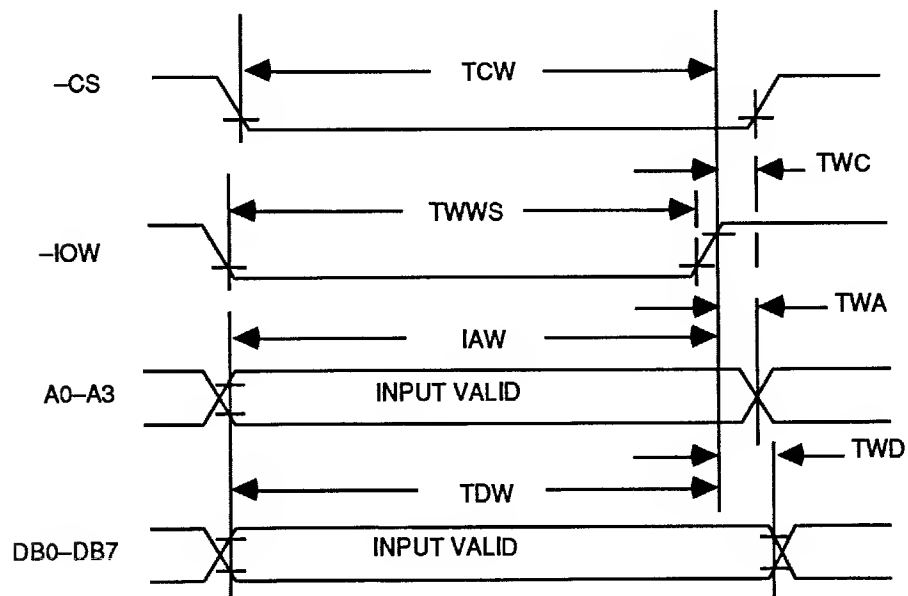 TCW
–CS
TWC
TWWS
–IOW
TWA
IAW
A0–A3
INPUT VALID
TWD
TDW
DB0–DB7
INPUT VALID